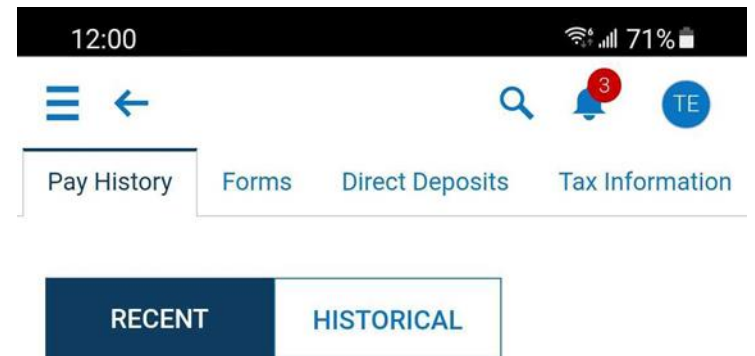 12:00 71%
3
TE
Pay History Forms Direct Deposits Tax Information
RECENT HISTORICAL